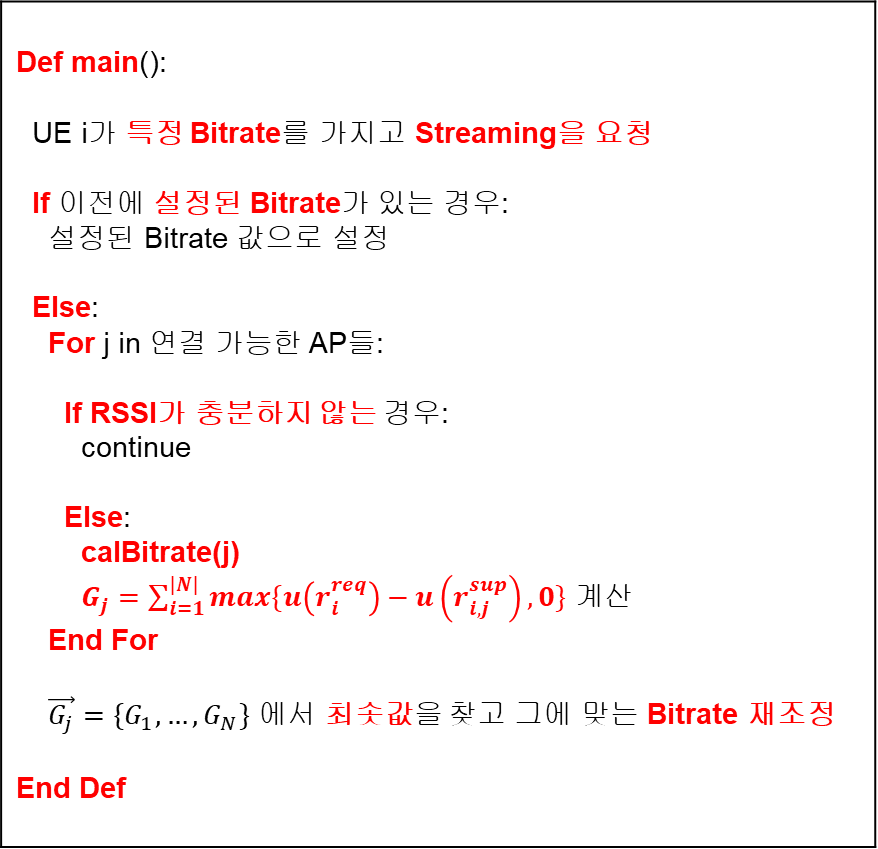 Def main():
UE i가 특정 Bitrate를 가지고 Streaming을 요청
If 이전에 설정된 Bitrate가 있는 경우:
설정된 Bitrate 값으로 설정
Else:
For j in 연결 가능한 AP들:
If RSSI가 충분하지 않는 경우:
continue
Else:
calBitrate(j)
$G_j = \sum_{i=1}^{|N|} max\{u(r_i^{req}) - u(r_{i,j}^{sup}), 0\}$ 계산
End For
$\overrightarrow{G_j} = \{G_1, \ldots, G_N\}$ 에서 최솟값을 찾고 그에 맞는 Bitrate 재조정
End Def